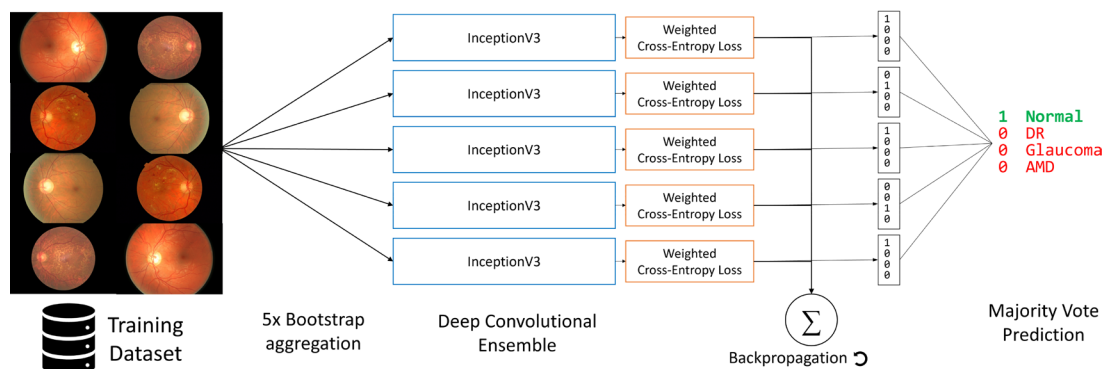 InceptionV3
Weighted
Cross-Entropy Loss
1
0
0
0
InceptionV3
Weighted
Cross-Entropy Loss
0
1
0
0
InceptionV3
Weighted
Cross-Entropy Loss
1
0
0
0
InceptionV3
Weighted
Cross-Entropy Loss
0
0
1
0
InceptionV3
Weighted
Cross-Entropy Loss
1
0
0
0
1 Normal
0 DR
0 Glaucoma
0 AMD
Training
Dataset
5x Bootstrap
aggregation
Deep Convolutional
Ensemble
∑
Backpropagation
Majority Vote
Prediction